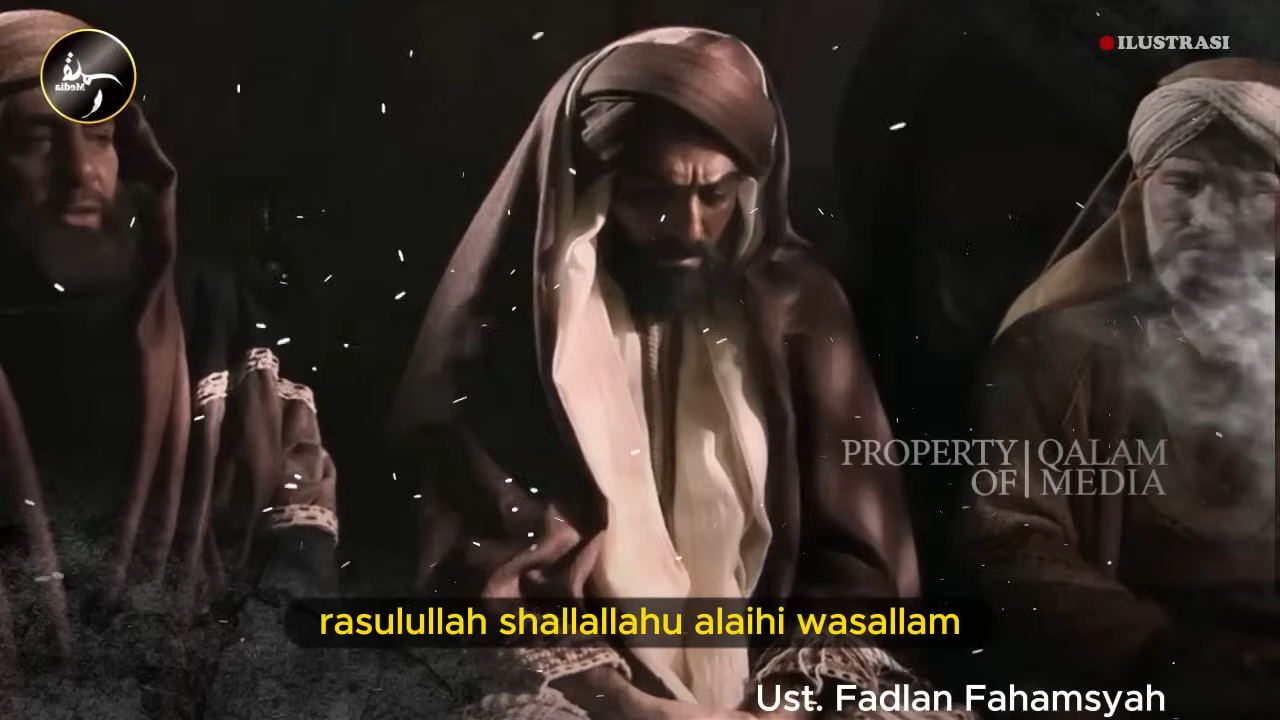 ILUSTRASI
PROPERTY OF | QALAM MEDIA
rasulullah shallallahu alaihi wasallam
Ust. Fadlan Fahamsyah